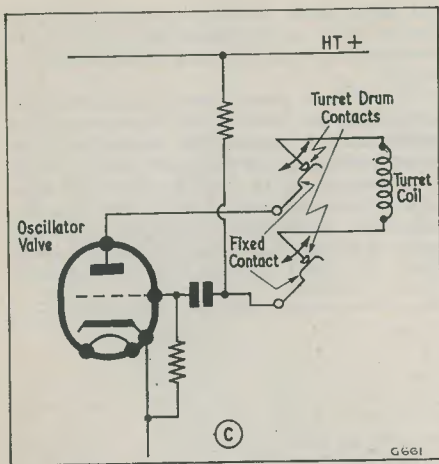 HT +
Turret Drum
Contacts
Turret
Coil
Oscillator
Valve
Fixed
Contact
C
G661